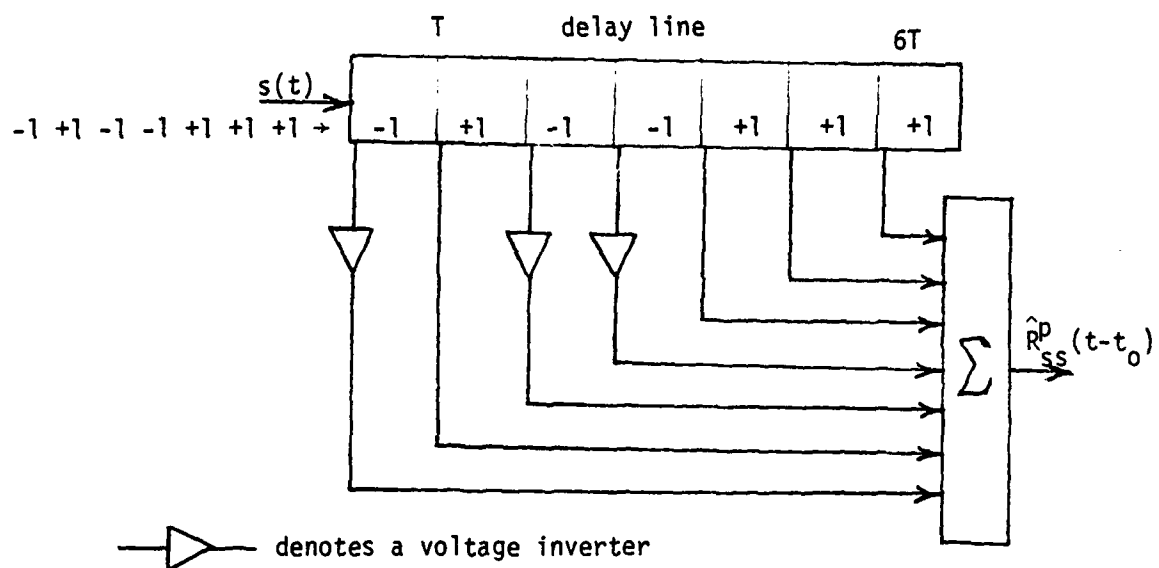 T delay line 6T
s(t)
-1 +1 -1 -1 +1 +1 +1 → -1 +1 -1 -1 +1 +1 +1
Σ
R̂ᵖss(t-to)
denotes a voltage inverter